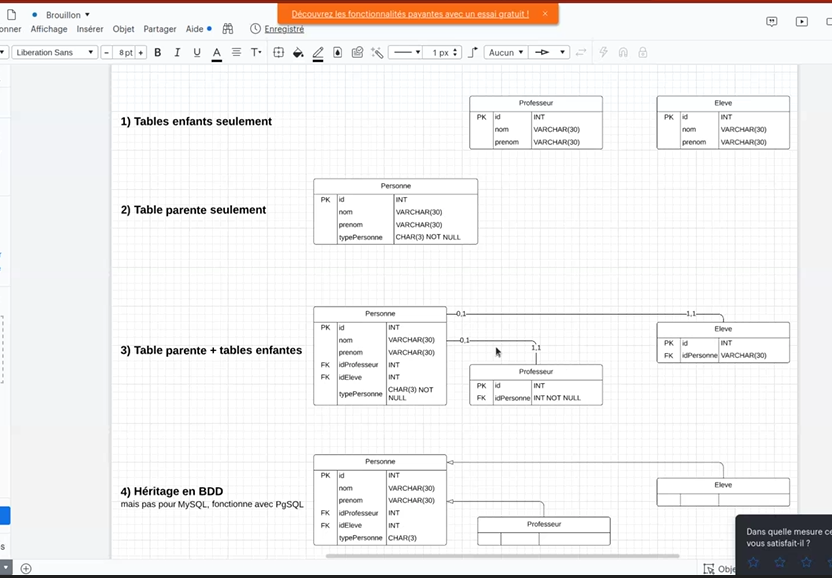 Découvrez les fonctionnalités payantes avec un essai gratuit ! ×
Brouillon
onner Affichage Insérer Objet Partager Aide Enregistré
Liberation Sans - 8 pt + B I U A T 1 px Aucun
1) Tables enfants seulement
Professeur
PK id INT
nom VARCHAR(30)
prenom VARCHAR(30)
Eleve
PK id INT
nom VARCHAR(30)
prenom VARCHAR(30)
2) Table parente seulement
Personne
PK id INT
nom VARCHAR(30)
prenom VARCHAR(30)
typePersonne CHAR(3) NOT NULL
3) Table parente + tables enfantes
Personne
PK id INT
nom VARCHAR(30)
prenom VARCHAR(30)
FK idProfesseur INT
FK idEleve INT
typePersonne CHAR(3) NOT
NULL
0,1
1,1
0,1
1,1
Eleve
PK id INT
FK idPersonne VARCHAR(30)
Professeur
PK id INT
FK idPersonne INT NOT NULL
4) Héritage en BDD
mais pas pour MySQL, fonctionne avec PgSQL
Personne
PK id INT
nom VARCHAR(30)
prenom VARCHAR(30)
FK idProfesseur INT
FK idEleve INT
typePersonne CHAR(3)
Eleve
Professeur
Dans quelle mesure ce
vous satisfait-il ?
Obje